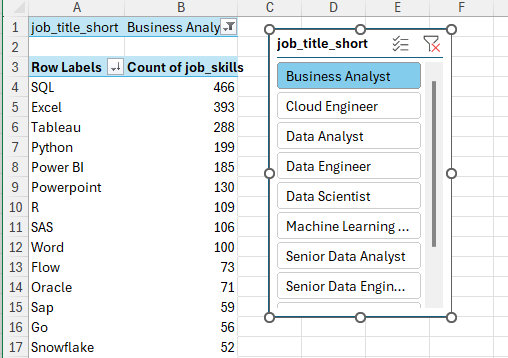 A B C D E F
1 job_title_short Business Analy
2
3 Row Labels Count of job_skills
4 SQL 466
5 Excel 393
6 Tableau 288
7 Python 199
8 Power BI 185
9 Powerpoint 130
10 R 109
11 SAS 106
12 Word 100
13 Flow 73
14 Oracle 71
15 Sap 59
16 Go 56
17 Snowflake 52
job_title_short
Business Analyst
Cloud Engineer
Data Analyst
Data Engineer
Data Scientist
Machine Learning ...
Senior Data Analyst
Senior Data Engin...